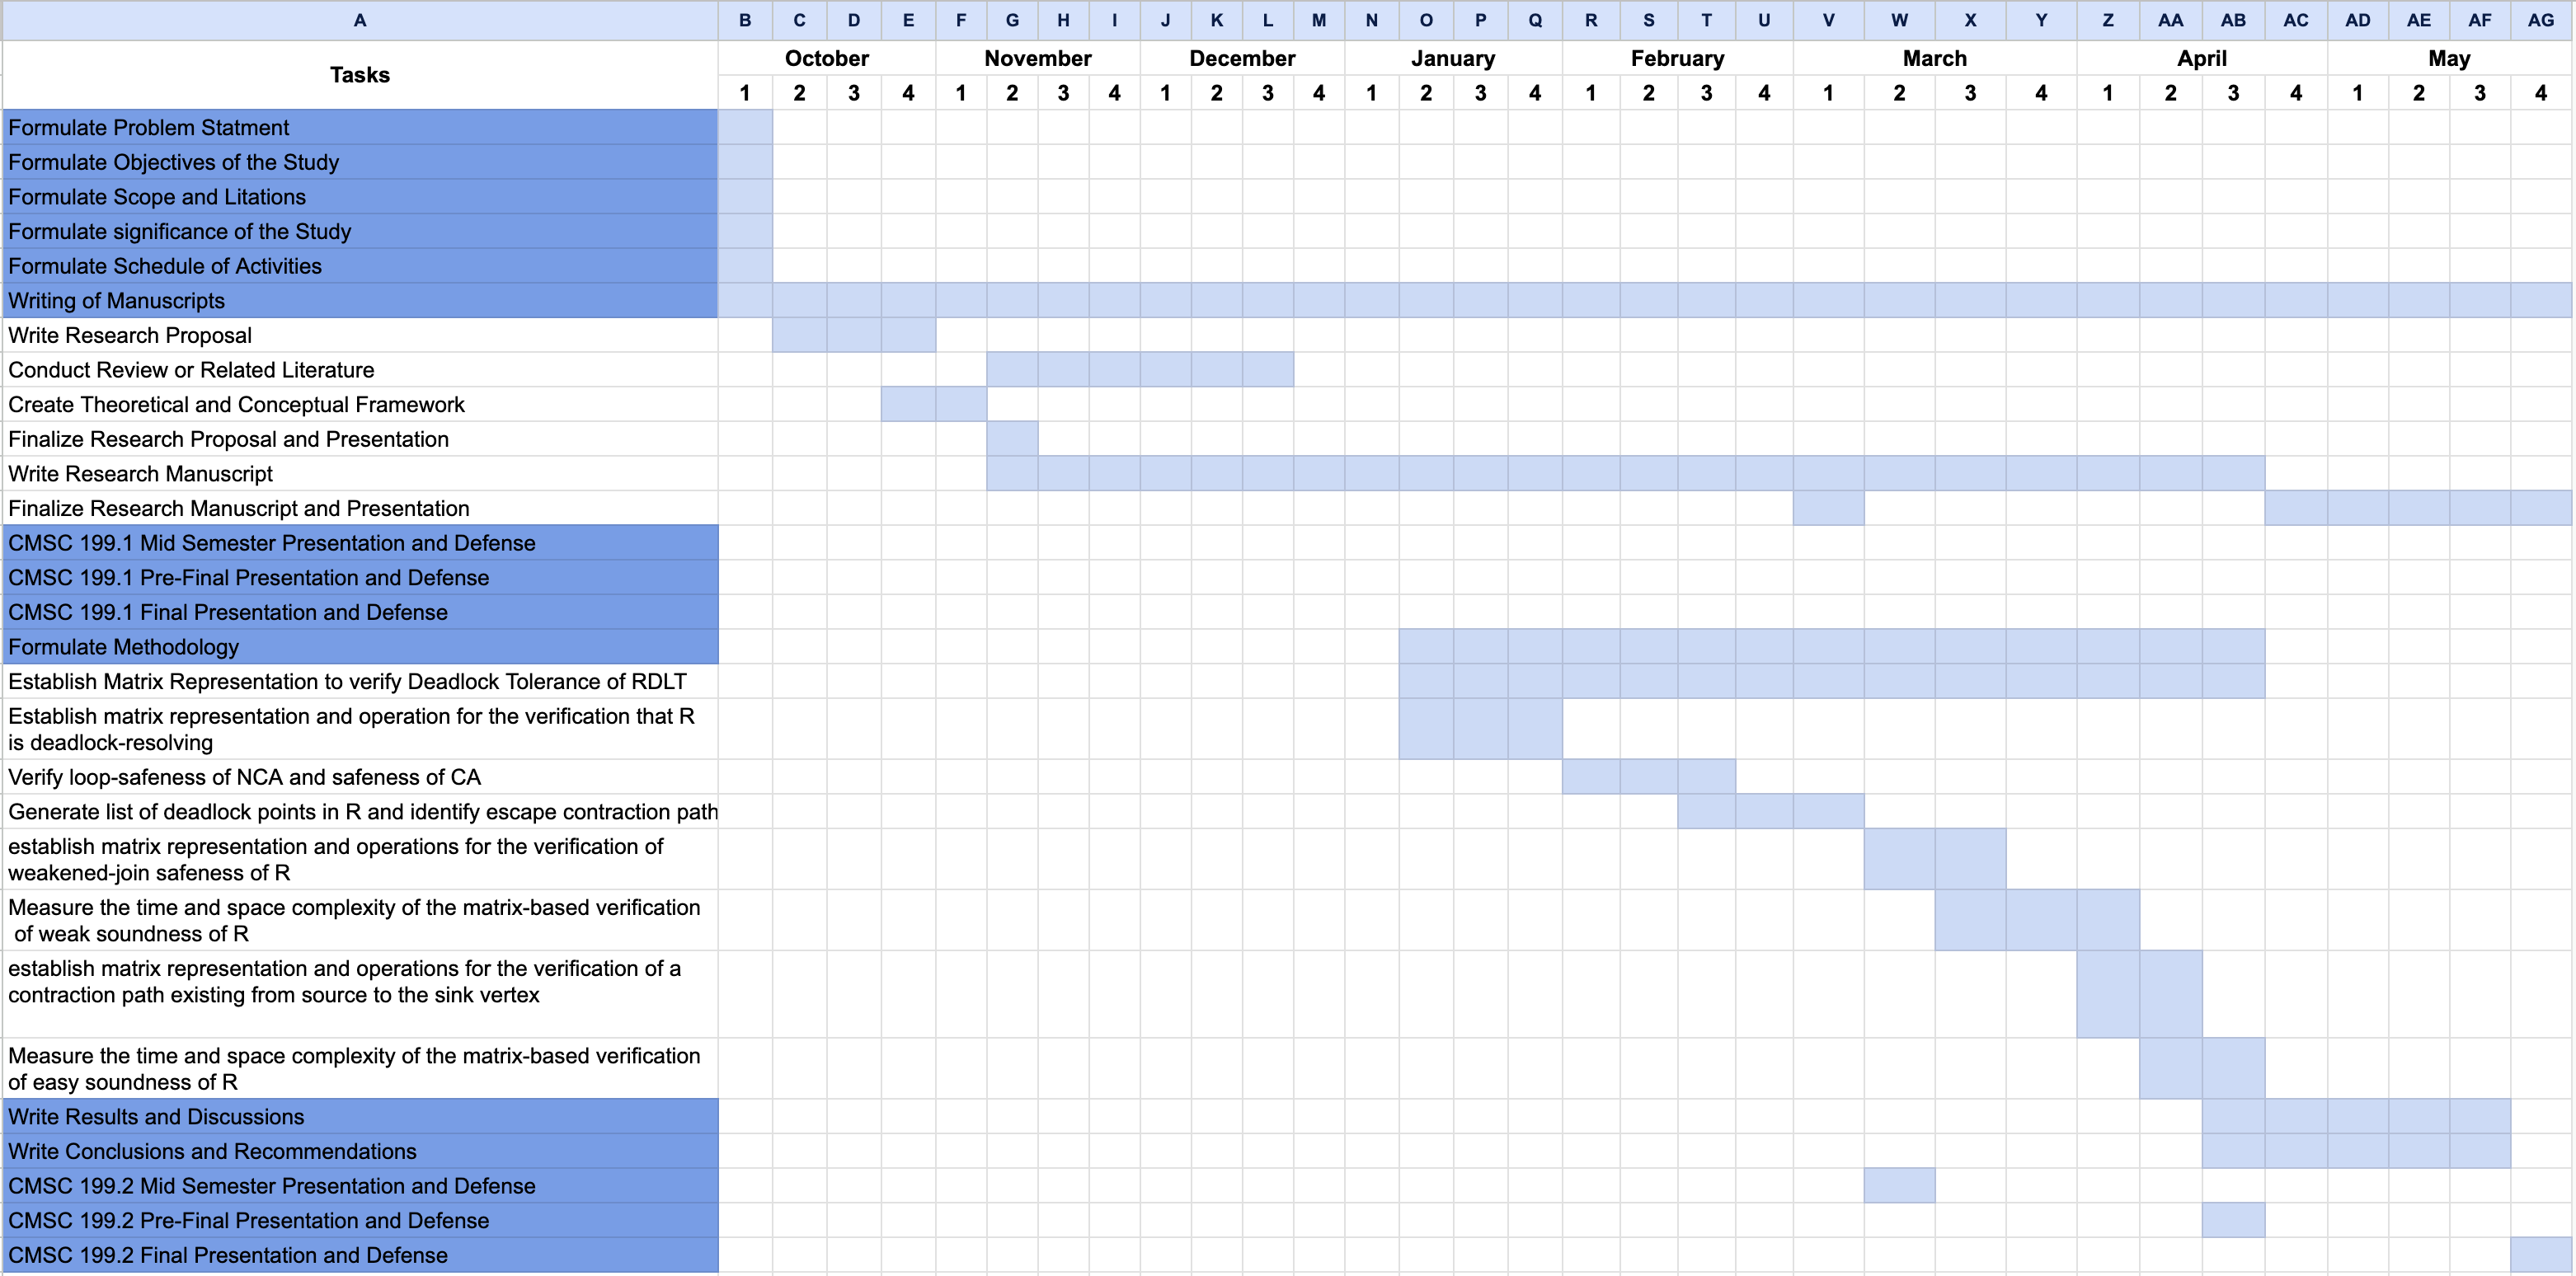 A B C D E F G H I J K L M N O P Q R S T U V W X Y Z AA AB AC AD AE AF AG
Tasks
October November December January February March April May
1 2 3 4 1 2 3 4 1 2 3 4 1 2 3 4 1 2 3 4 1 2 3 4 1 2 3 4 1 2 3 4
Formulate Problem Statment
Formulate Objectives of the Study
Formulate Scope and Litations
Formulate significance of the Study
Formulate Schedule of Activities
Writing of Manuscripts
Write Research Proposal
Conduct Review or Related Literature
Create Theoretical and Conceptual Framework
Finalize Research Proposal and Presentation
Write Research Manuscript
Finalize Research Manuscript and Presentation
CMSC 199.1 Mid Semester Presentation and Defense
CMSC 199.1 Pre-Final Presentation and Defense
CMSC 199.1 Final Presentation and Defense
Formulate Methodology
Establish Matrix Representation to verify Deadlock Tolerance of RDLT
Establish matrix representation and operation for the verification that R
is deadlock-resolving
Verify loop-safeness of NCA and safeness of CA
Generate list of deadlock points in R and identify escape contraction path
establish matrix representation and operations for the verification of
weakened-join safeness of R
Measure the time and space complexity of the matrix-based verification
of weak soundness of R
establish matrix representation and operations for the verification of a
contraction path existing from source to the sink vertex
Measure the time and space complexity of the matrix-based verification
of easy soundness of R
Write Results and Discussions
Write Conclusions and Recommendations
CMSC 199.2 Mid Semester Presentation and Defense
CMSC 199.2 Pre-Final Presentation and Defense
CMSC 199.2 Final Presentation and Defense